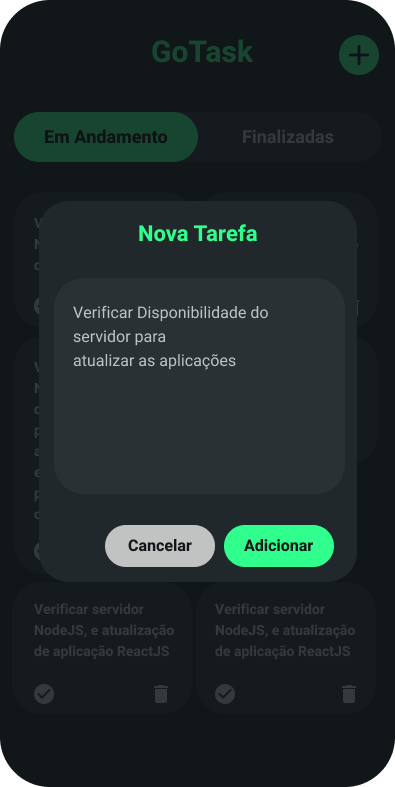 GoTask
Em Andamento
Finalizadas
Nova Tarefa
Verificar Disponibilidade do
servidor para
atualizar as aplicações
Cancelar
Adicionar
Verificar servidor
NodeJS, e atualização
de aplicação ReactJS
Verificar servidor
NodeJS, e atualização
de aplicação ReactJS